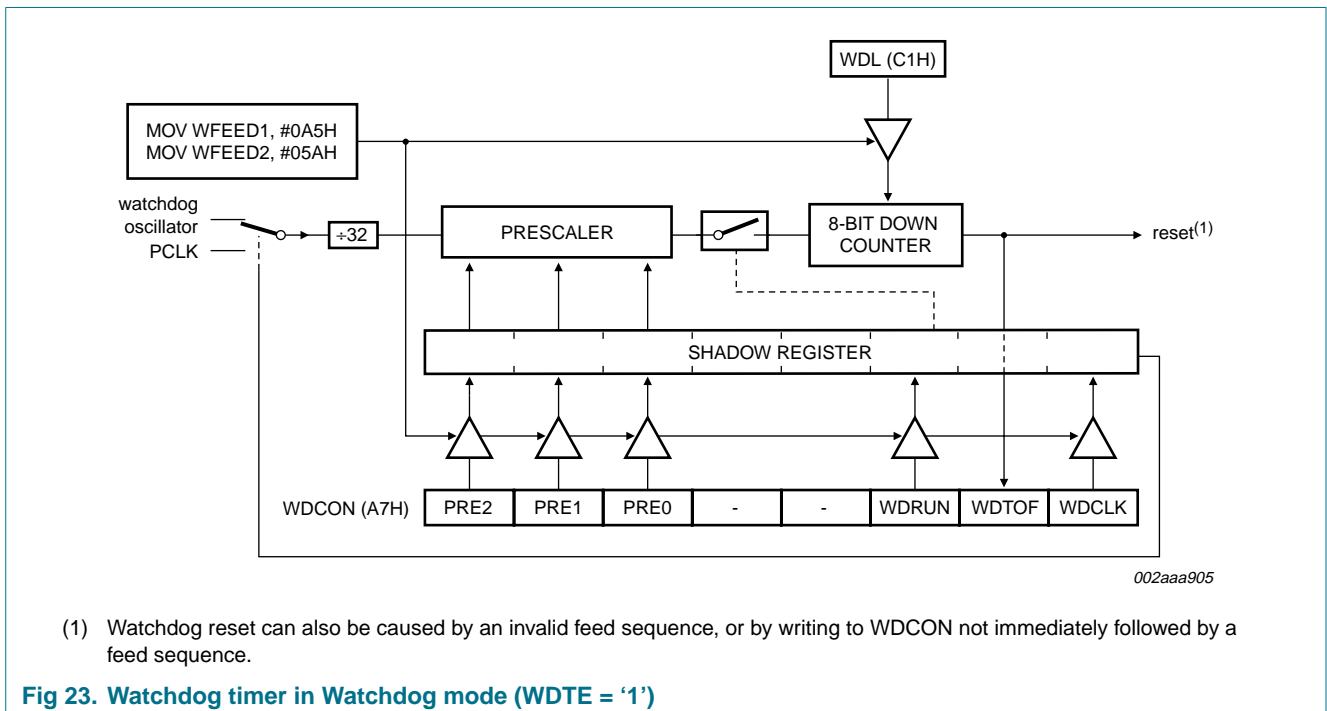 WDL (C1H)
MOV WFEED1, #0A5H
MOV WFEED2, #05AH
watchdog
oscillator
PCLK
÷32
PRESCALER
8-BIT DOWN
COUNTER
reset(1)
SHADOW REGISTER
WDCON (A7H)
PRE2
PRE1
PRE0
-
-
WDRUN
WDTOF
WDCLK
002aaa905
(1) Watchdog reset can also be caused by an invalid feed sequence, or by writing to WDCON not immediately followed by a
feed sequence.
Fig 23. Watchdog timer in Watchdog mode (WDTE = ‘1’)